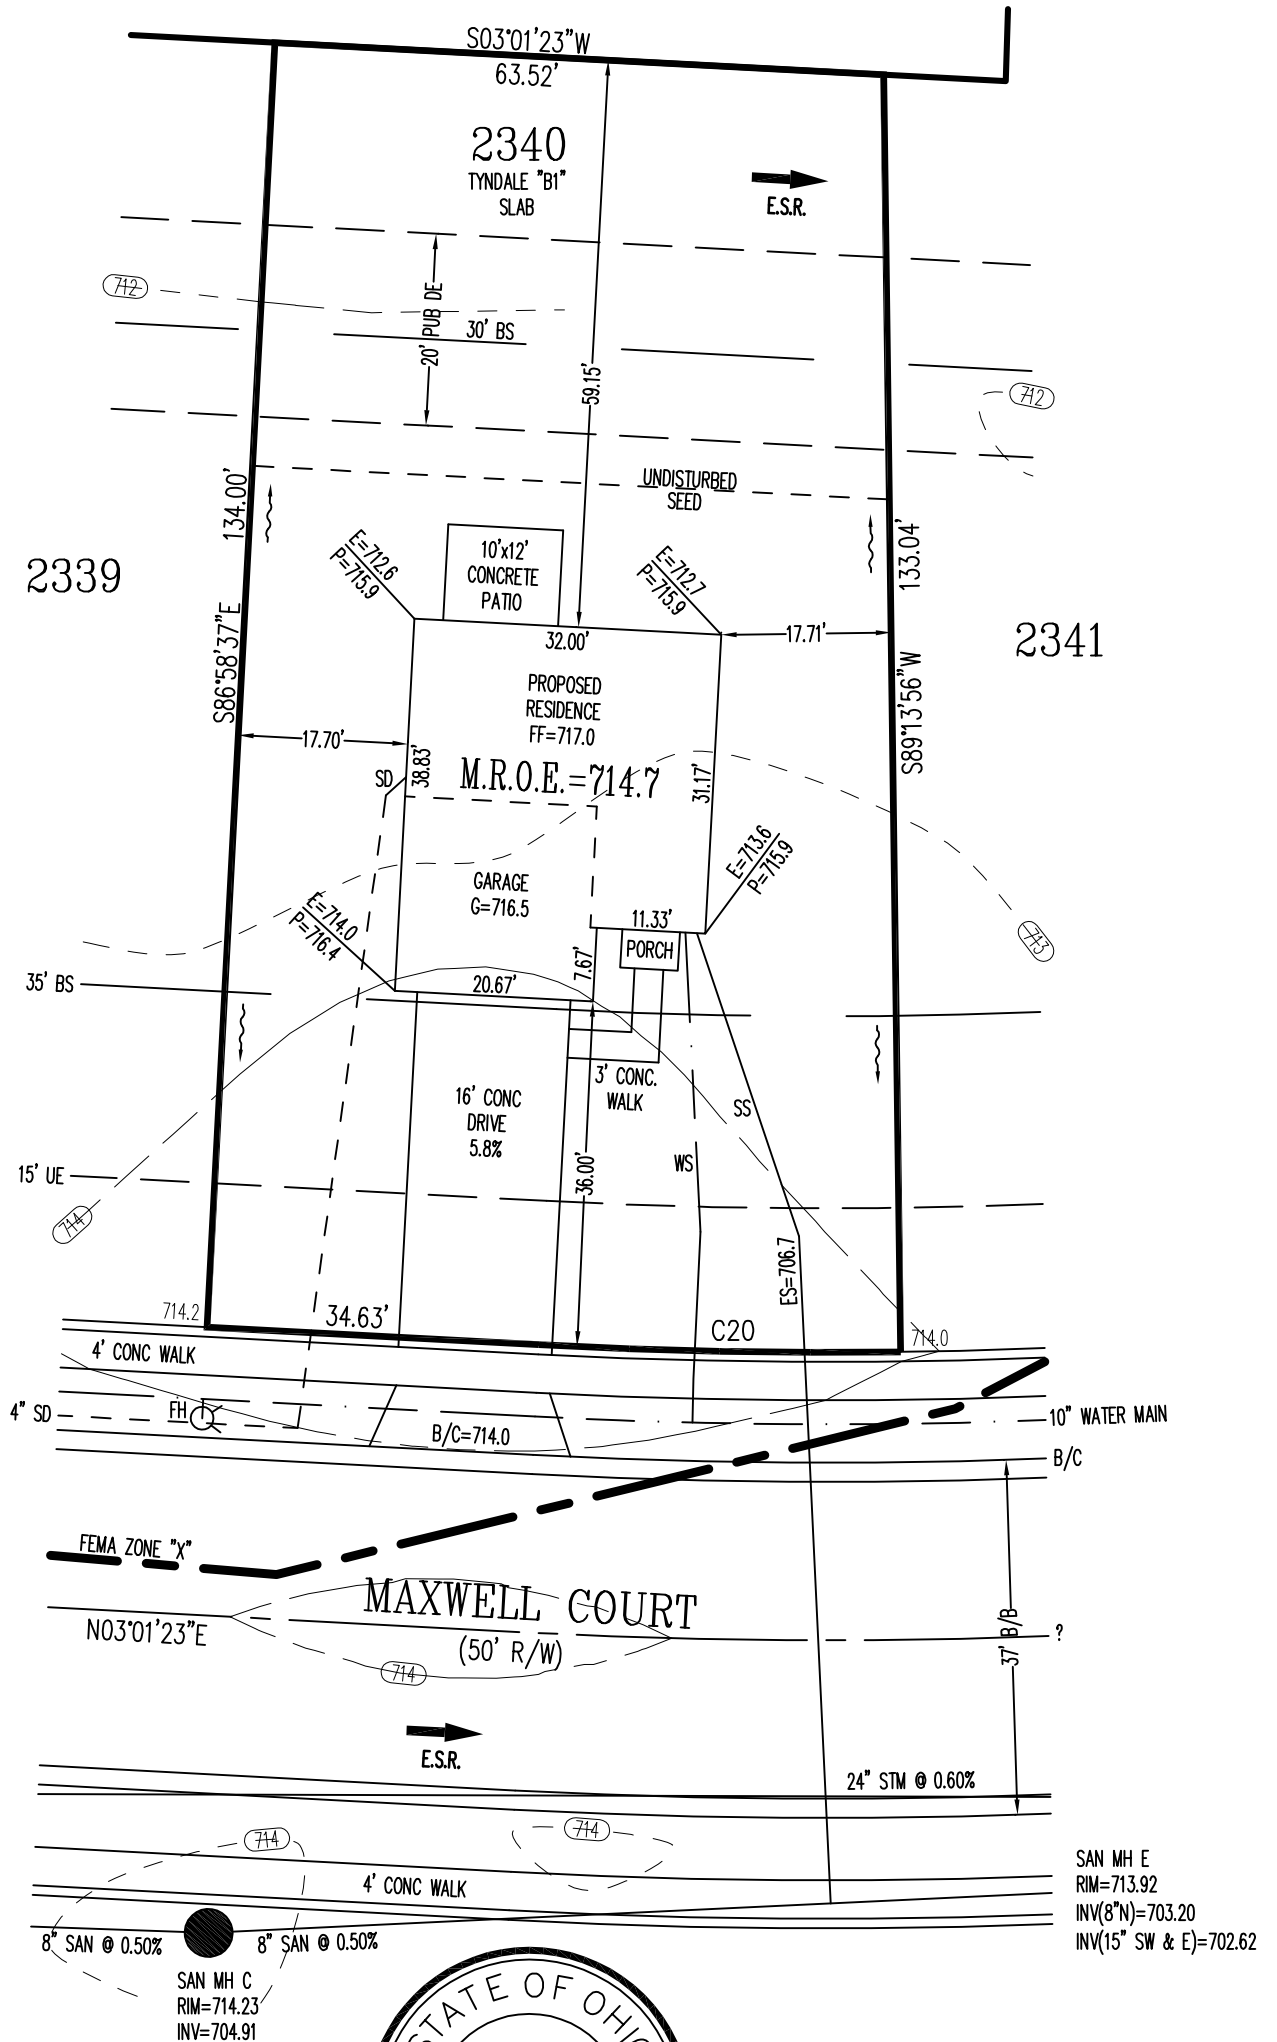 S03°01'23"W
63.52'
2340
TYNDALE "B1"
SLAB
E.S.R.
712
20' PUB DE
30' BS
59.15'
712
UNDISTURBED
SEED
134.00'
S86°58'37"E
133.04'
S89°13'56"W
2339
2341
E=712.6
P=715.9
10'x12'
CONCRETE
PATIO
E=712.7
P=715.9
32.00'
17.71'
PROPOSED
RESIDENCE
FF=717.0
17.70'
38.83'
SD
M.R.O.E.=714.7
31.17'
E=713.6
P=715.9
GARAGE
G=716.5
E=714.0
P=716.4
11.33'
PORCH
7.67'
713
35' BS
20.67'
3' CONC.
WALK
16' CONC
DRIVE
5.8%
SS
WS
36.00'
15' UE
714
ES=706.7
714.2
34.63'
C20
714.0
4' CONC WALK
4" SD
FH
B/C=714.0
10" WATER MAIN
B/C
FEMA ZONE "X"
MAXWELL COURT
N03°01'23"E
(50' R/W)
714
37' B/B
?
E.S.R.
24" STM @ 0.60%
714
714
4' CONC WALK
SAN MH E
RIM=713.92
INV(8"N)=703.20
INV(15" SW & E)=702.62
8" SAN @ 0.50%
8" SAN @ 0.50%
SAN MH C
RIM=714.23
INV=704.91
STATE OF OHIO